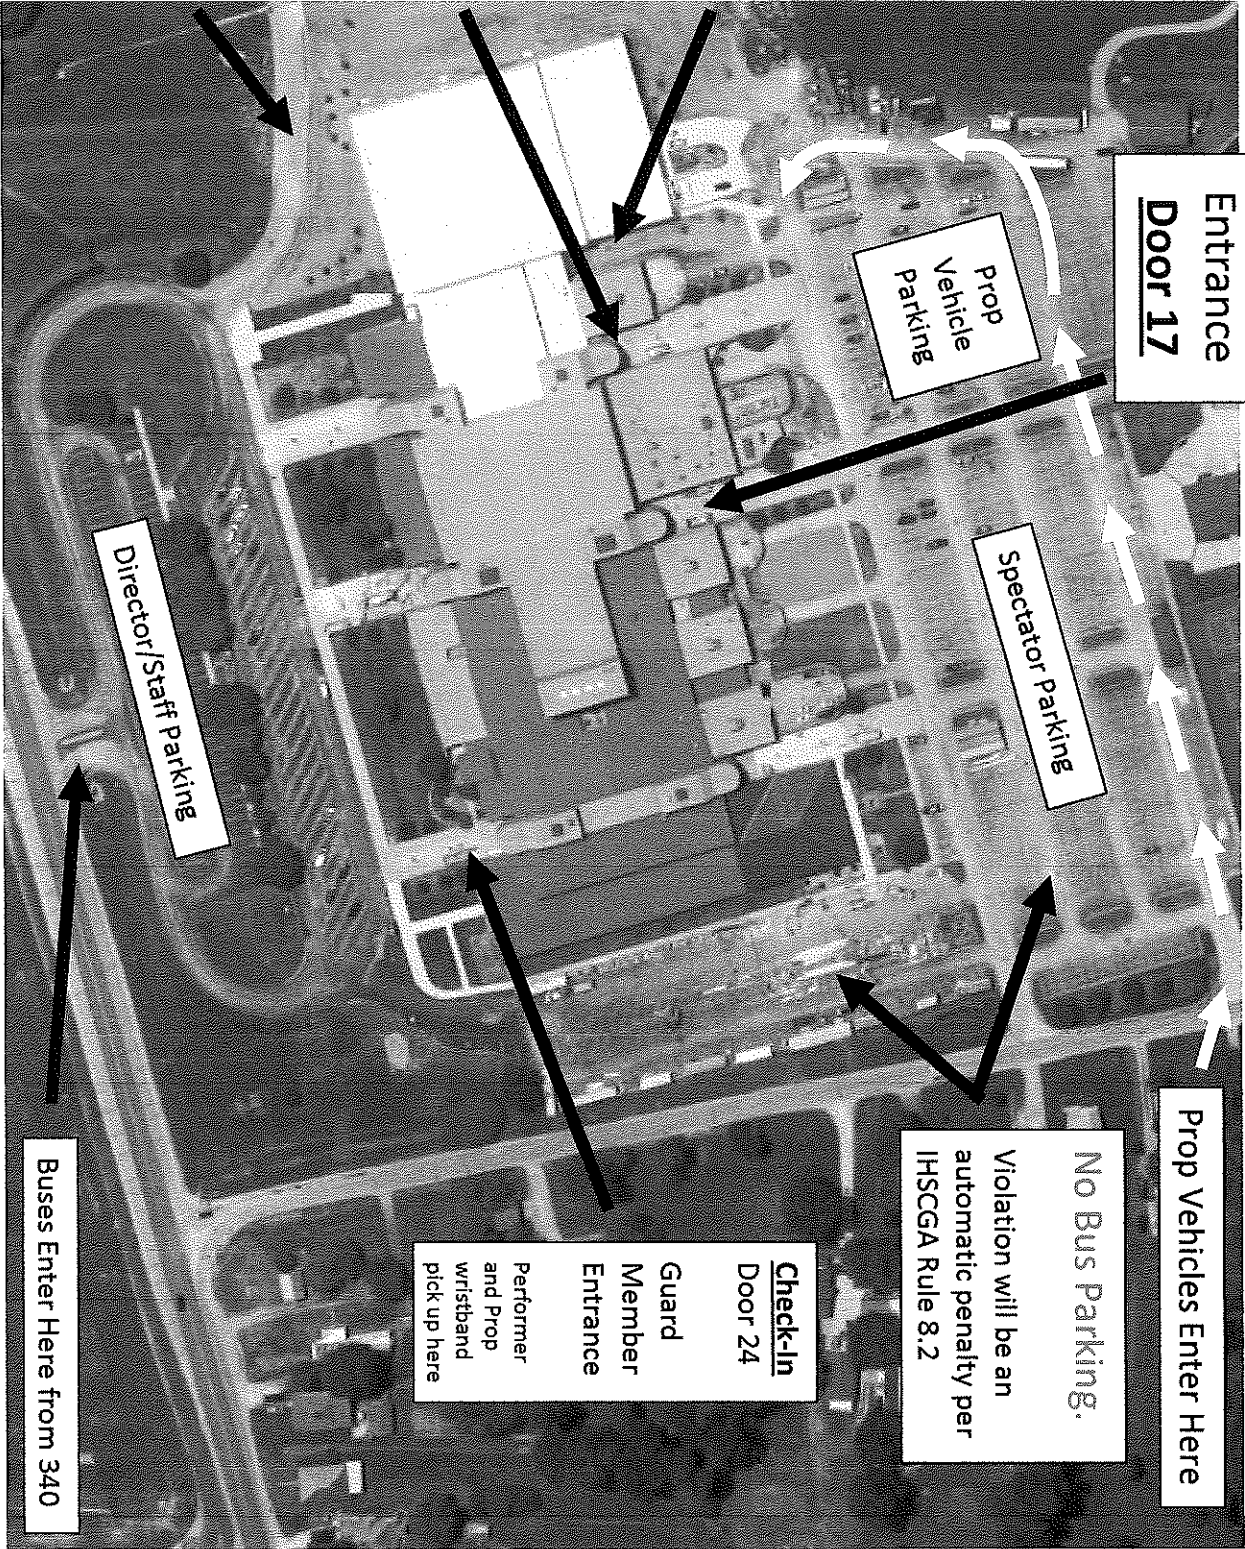 Entrance
Door 17
Prop
Vehicle
Parking
Spectator Parking
Director/Staff Parking
Prop Vehicles Enter Here
No Bus Parking.
Violation will be an
automatic penalty per
IHSCGA Rule 8.2
Check-In
Door 24
Guard
Member
Entrance
Performer
and Prop
wristband
pick up here
Buses Enter Here from 340